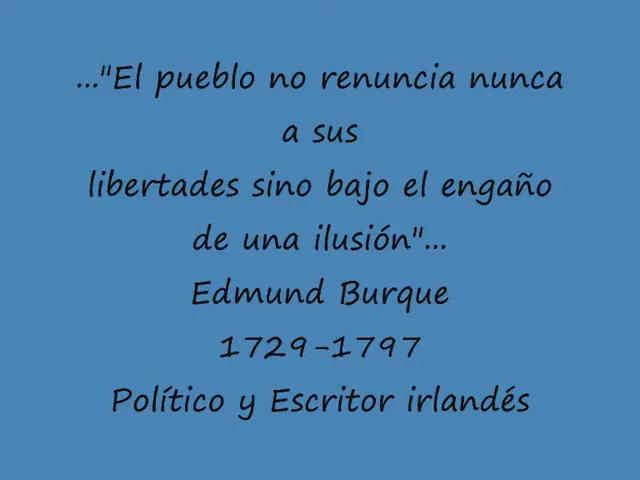 ..."El pueblo no renuncia nunca
a sus
libertades sino bajo el engaño
de una ilusión"...
Edmund Burque
1729-1797
Político y Escritor irlandés